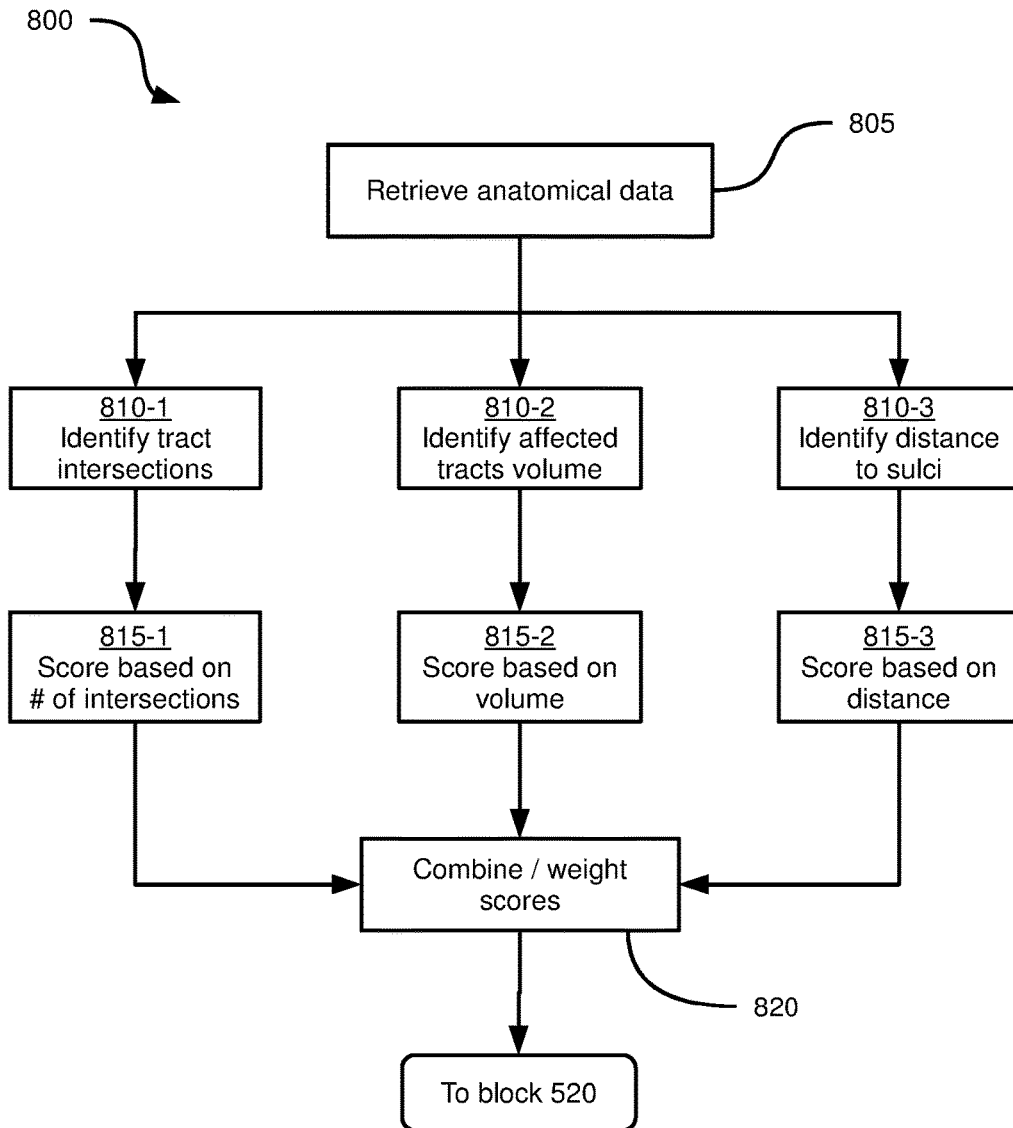 800
805
Retrieve anatomical data
810-1
Identify tract
intersections
810-2
Identify affected
tracts volume
810-3
Identify distance
to sulci
815-1
Score based on
# of intersections
815-2
Score based on
volume
815-3
Score based on
distance
Combine / weight
scores
820
To block 520